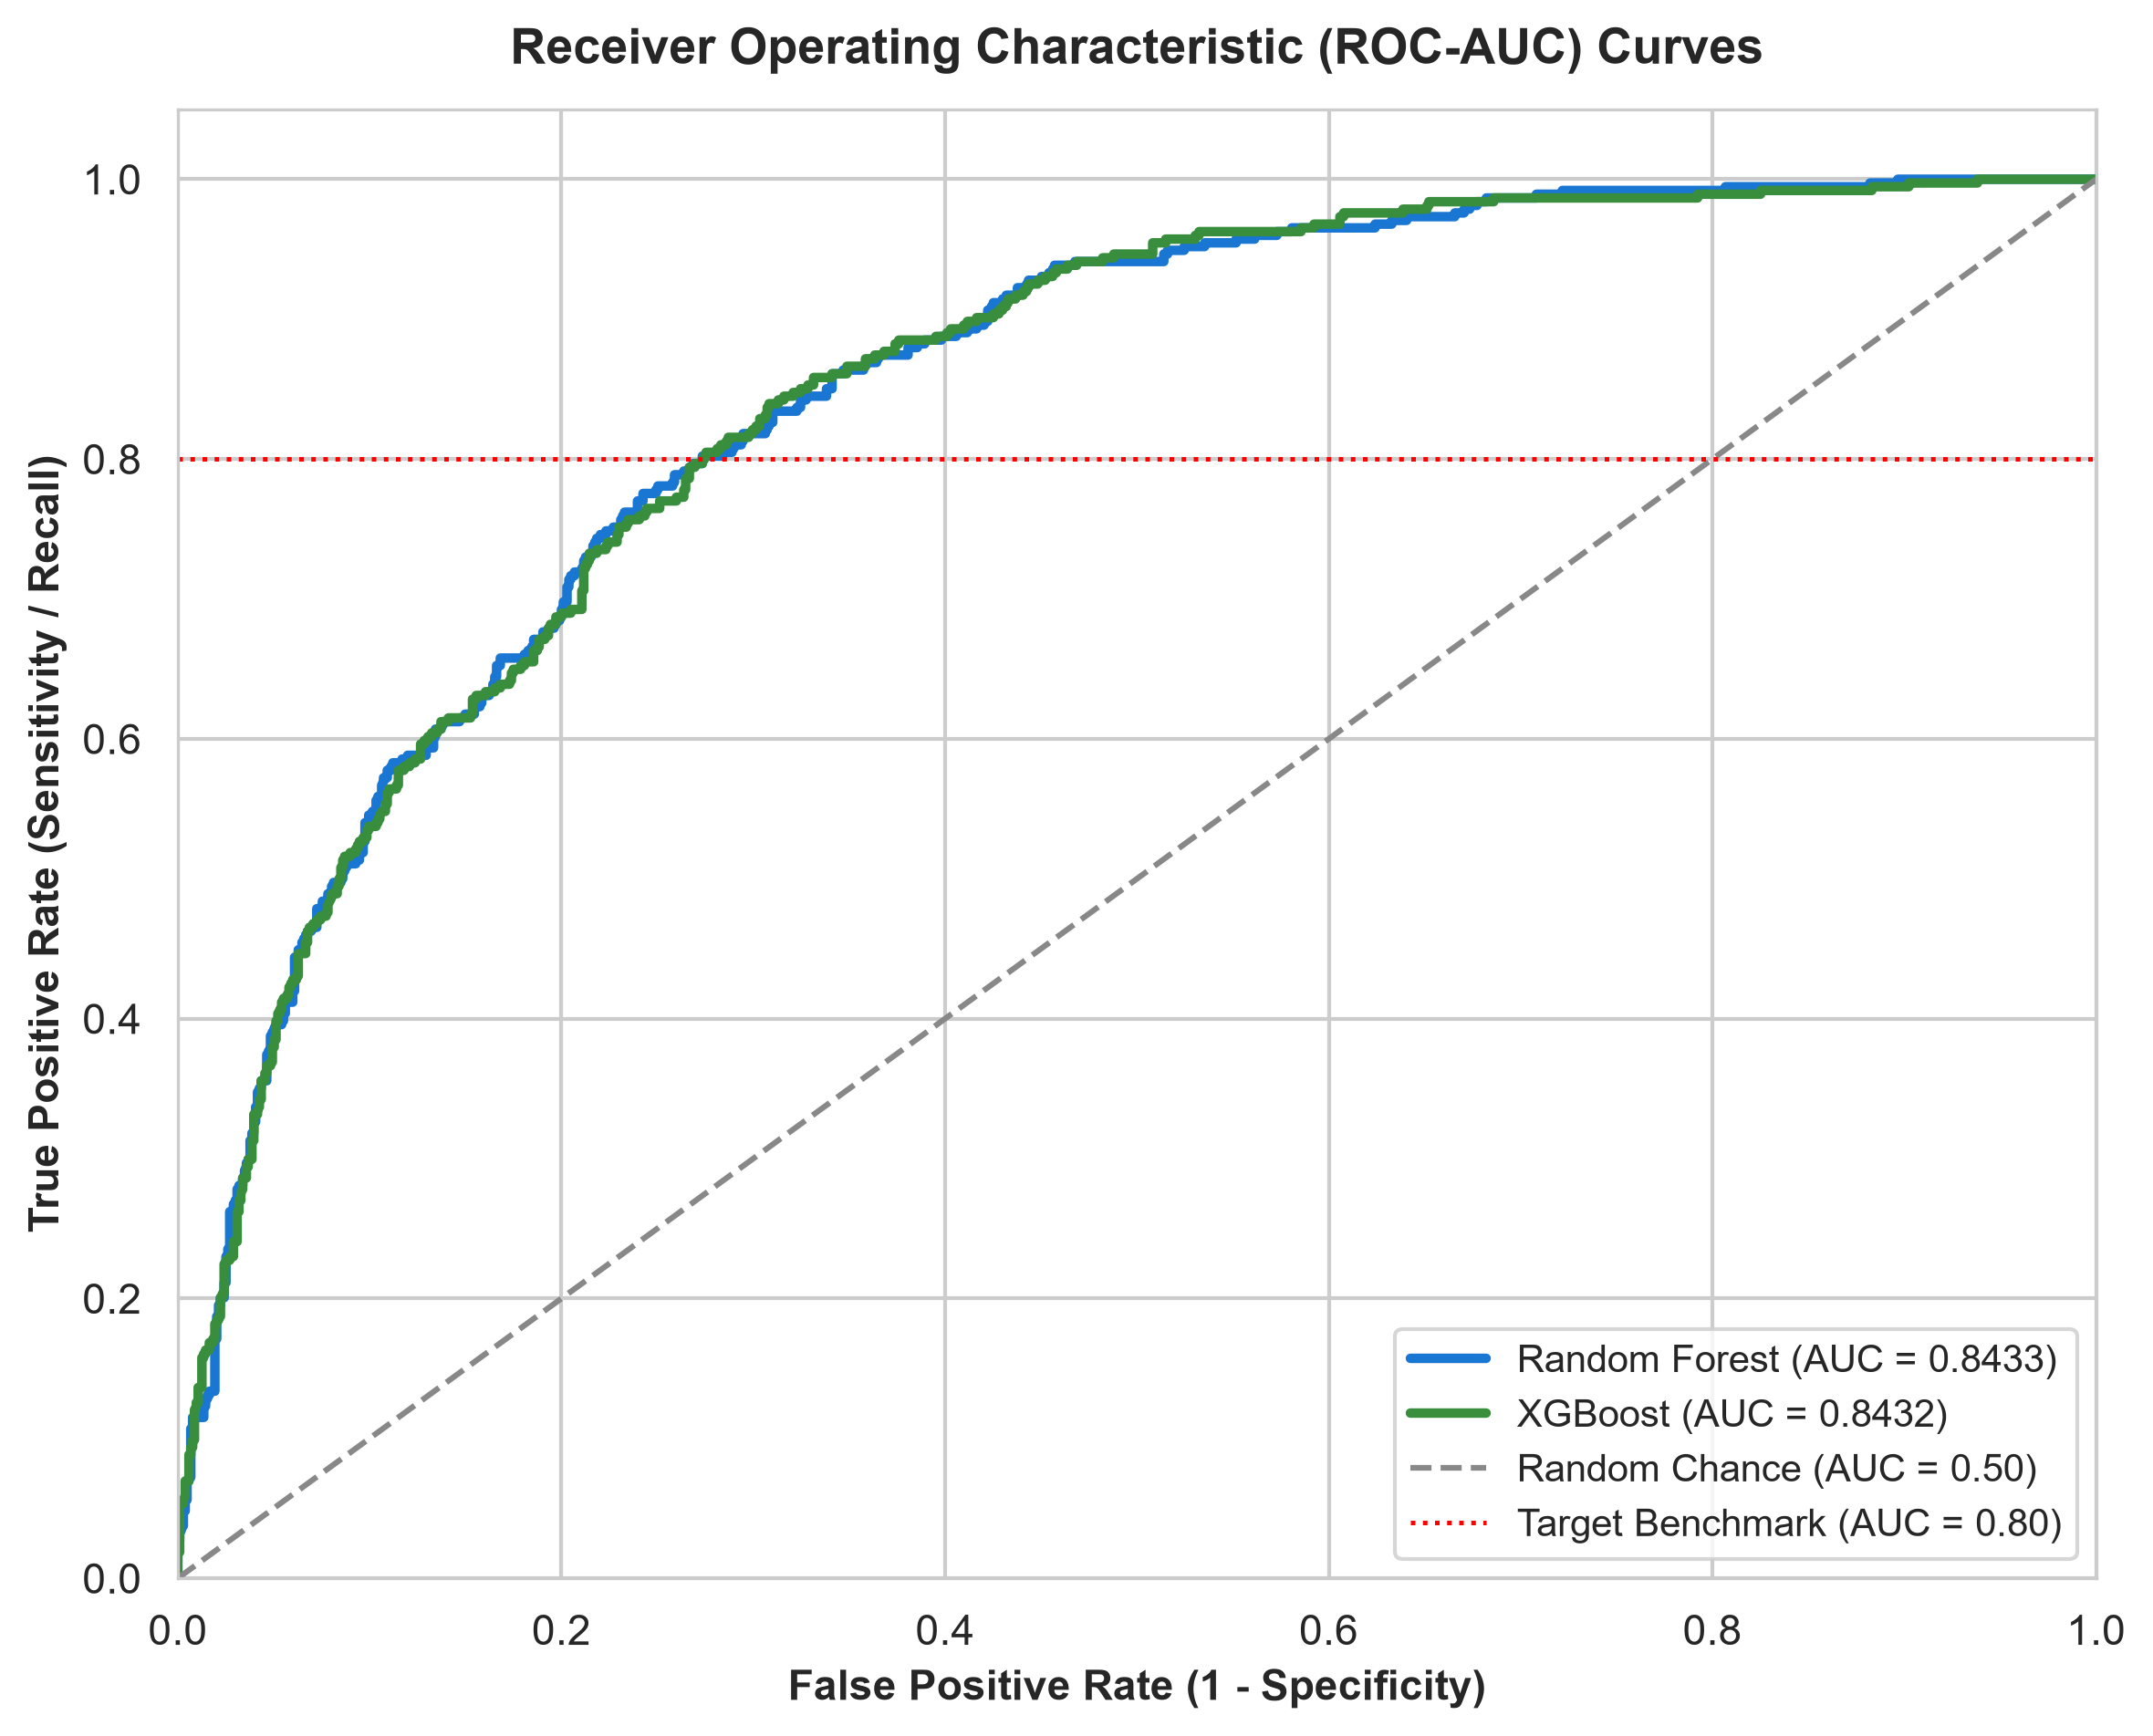 Receiver Operating Characteristic (ROC-AUC) Curves
True Positive Rate (Sensitivity / Recall)
1.0
0.8
0.6
0.4
0.2
0.0
Random Forest (AUC = 0.8433)
XGBoost (AUC = 0.8432)
Random Chance (AUC = 0.50)
Target Benchmark (AUC = 0.80)
0.0 0.2 0.4 0.6 0.8 1.0
False Positive Rate (1 - Specificity)